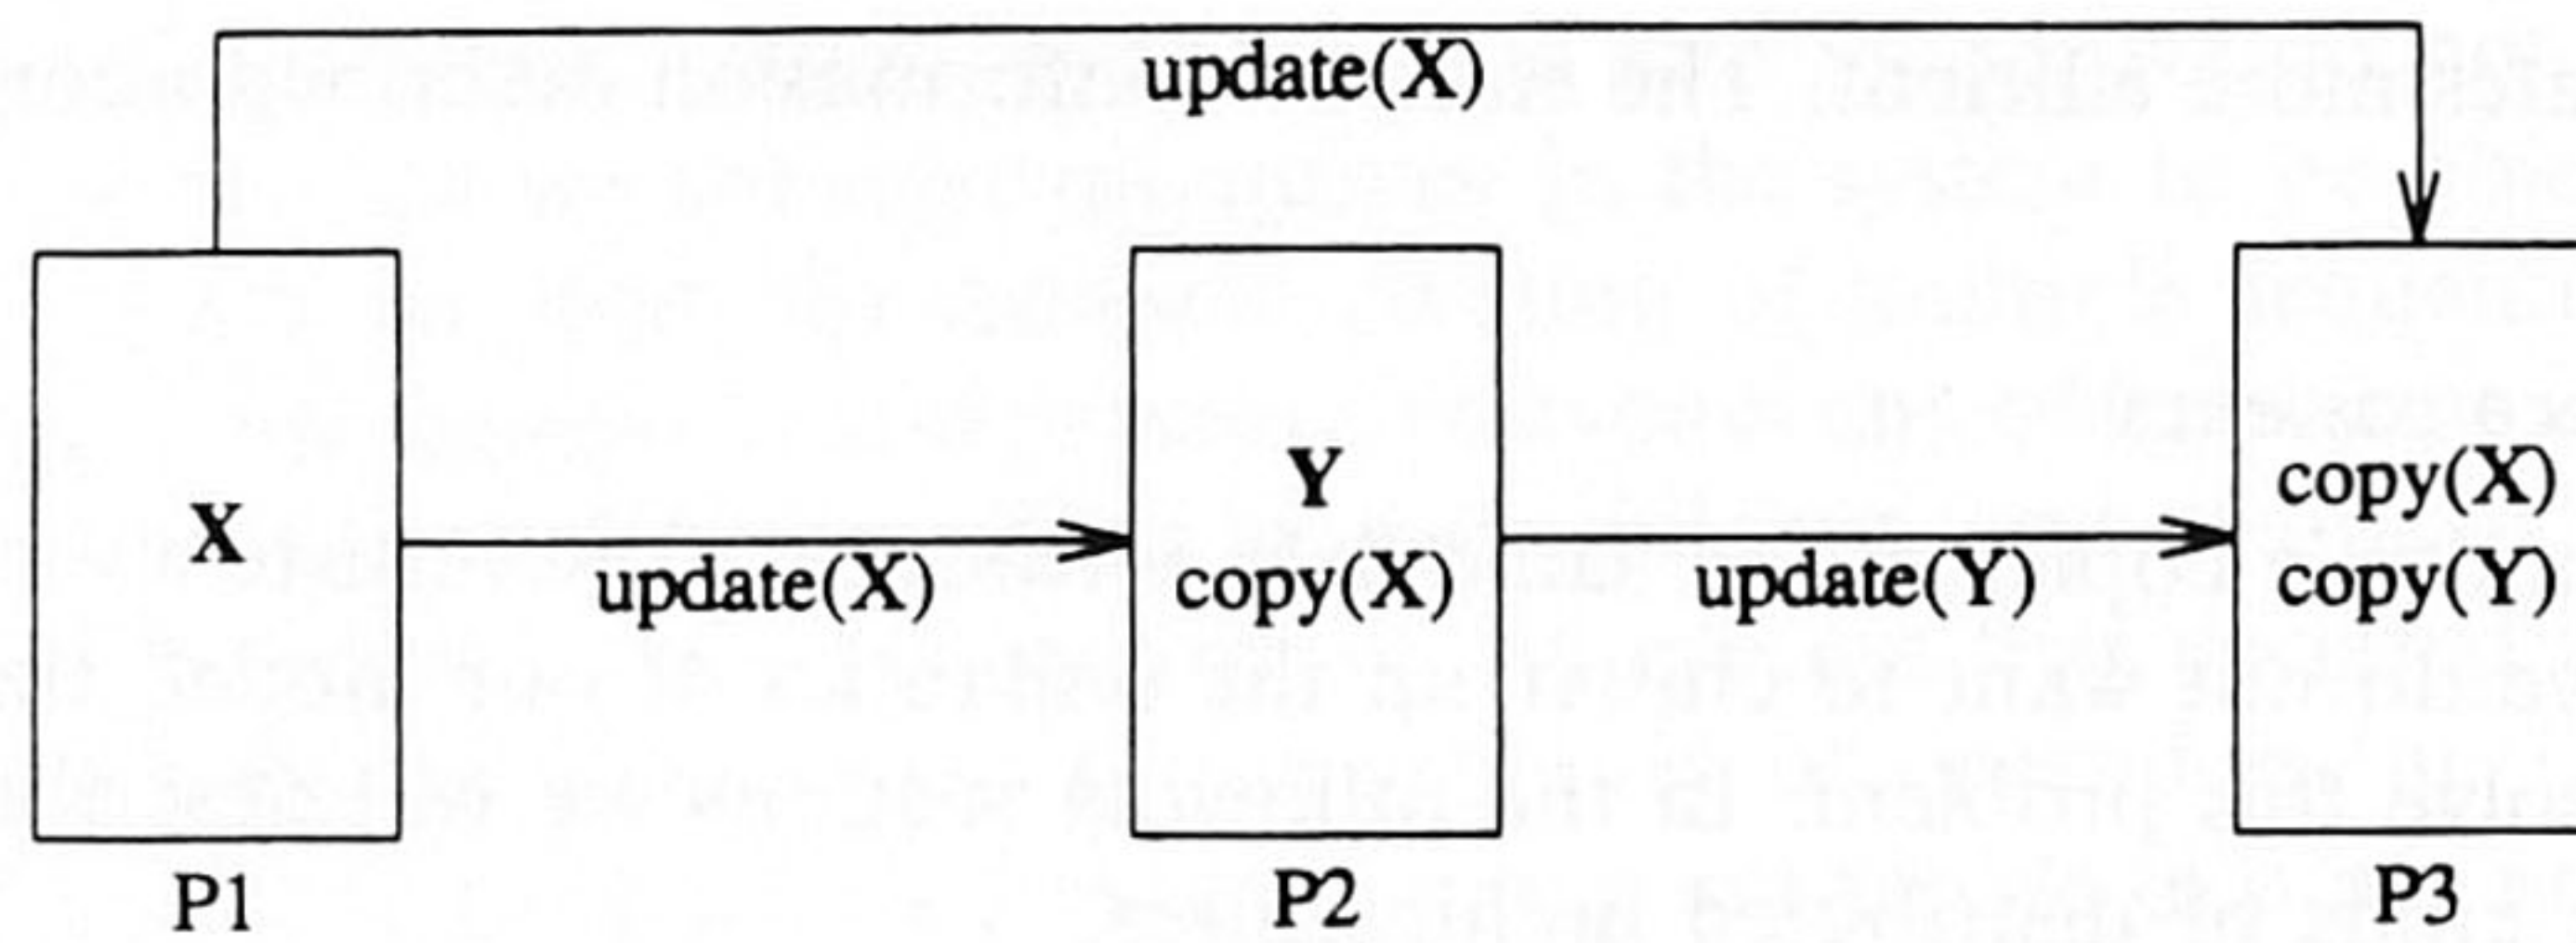 update(X)
X
update(X)
Y
copy(X)
update(Y)
copy(X)
copy(Y)
P1
P2
P3